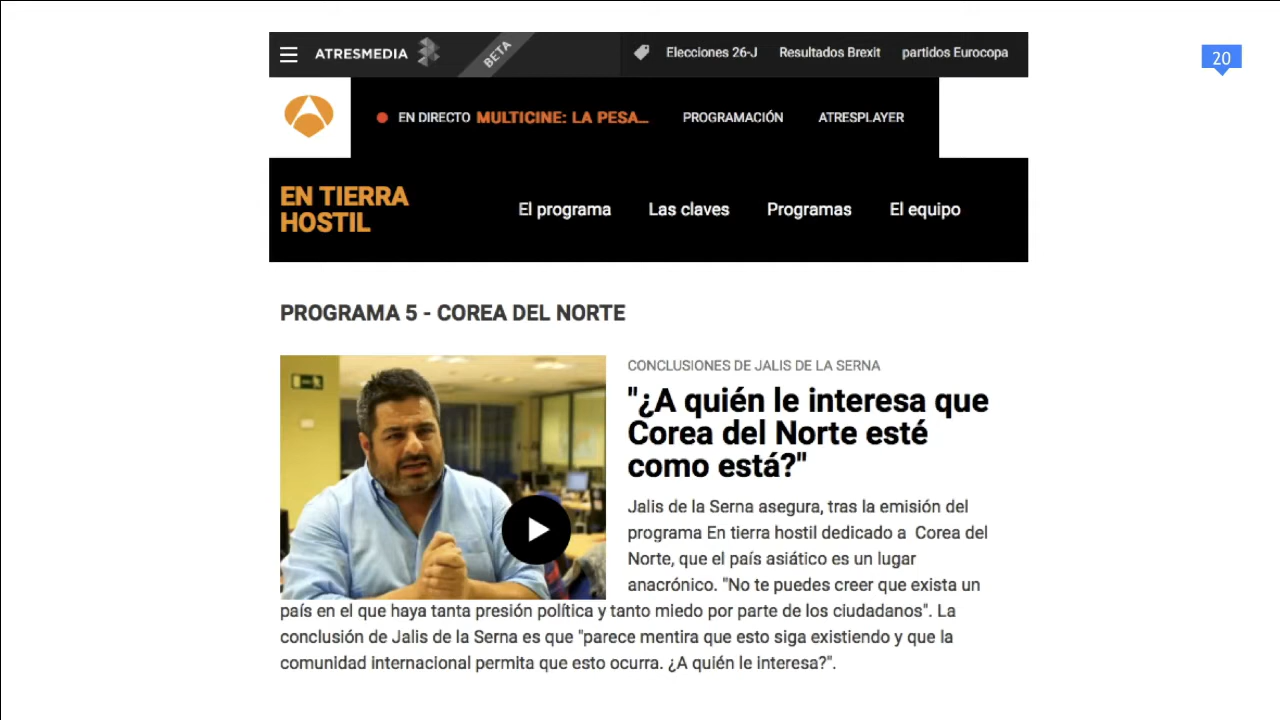 ATRESMEDIA
BETA
Elecciones 26-J
Resultados Brexit
partidos Eurocopa
20
EN DIRECTO MULTICINE: LA PESA...
PROGRAMACIÓN
ATRESPLAYER
EN TIERRA
HOSTIL
El programa
Las claves
Programas
El equipo
PROGRAMA 5 - COREA DEL NORTE
CONCLUSIONES DE JALIS DE LA SERNA
"¿A quién le interesa que
Corea del Norte esté
como está?"
Jalis de la Serna asegura, tras la emisión del
programa En tierra hostil dedicado a Corea del
Norte, que el país asiático es un lugar
anacrónico. "No te puedes creer que exista un
país en el que haya tanta presión política y tanto miedo por parte de los ciudadanos". La
conclusión de Jalis de la Serna es que "parece mentira que esto siga existiendo y que la
comunidad internacional permita que esto ocurra. ¿A quién le interesa?".